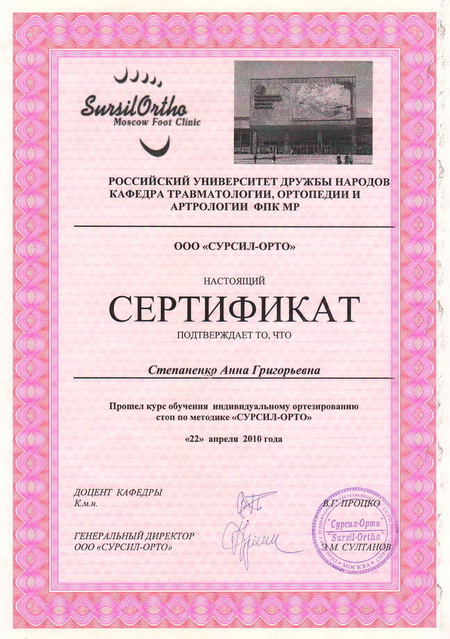 SursilOrtho
Moscow Foot Clinic
РОССИЙСКИЙ УНИВЕРСИТЕТ ДРУЖБЫ НАРОДОВ
КАФЕДРА ТРАВМАТОЛОГИИ, ОРТОПЕДИИ И
АРТРОЛОГИИ ФПК МР
ООО «СУРСИЛ-ОРТО»
НАСТОЯЩИЙ
СЕРТИФИКАТ
ПОДТВЕРЖДАЕТ ТО, ЧТО
Степаненко Анна Григорьевна
Прошел курс обучения индивидуальному ортезированию
стоп по методике «СУРСИЛ-ОРТО»
«22» апреля 2010 года
ДОЦЕНТ КАФЕДРЫ
К.м.н.
В.Г. ПРОЦКО
"Сурсил-Орто"
"Sursil-Ortho"
МОСКВА
ГЕНЕРАЛЬНЫЙ ДИРЕКТОР
ООО «СУРСИЛ-ОРТО»
Э.М. СУЛТАНОВ